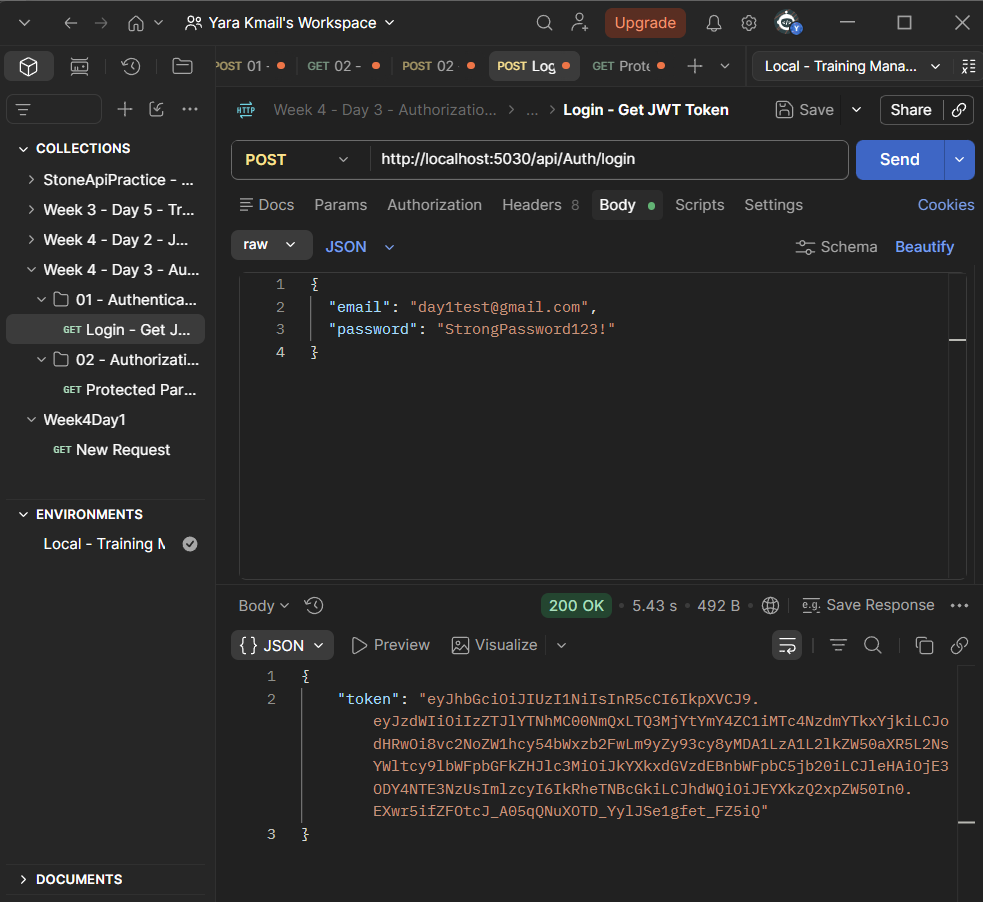 Yara Kmail's Workspace
Upgrade
Y
POST 01 -
GET 02 -
POST 02
POST Log
GET Prote
Local - Training Mana...
HTTP
Week 4 - Day 3 - Authorizatio... > ... > Login - Get JWT Token
Save
Share
COLLECTIONS
StoneApiPractice - ...
Week 3 - Day 5 - Tr...
Week 4 - Day 2 - J...
Week 4 - Day 3 - Au...
01 - Authentica...
GET Login - Get J...
02 - Authorizati...
GET Protected Par...
Week4Day1
GET New Request
ENVIRONMENTS
Local - Training M
DOCUMENTS
POST
http://localhost:5030/api/Auth/login
Send
Docs Params Authorization Headers 8 Body Scripts Settings Cookies
raw
JSON
Schema Beautify
1 {
2 "email": "day1test@gmail.com",
3 "password": "StrongPassword123!"
4 }
Body
200 OK • 5.43 s • 492 B
e.g. Save Response
{} JSON
Preview
Visualize
1 {
2 "token": "eyJhbGciOiJIUzI1NiIsInR5cCI6IkpXVCJ9.
eyJzdWIiOiIzZTJlYTNhMC00NmQxLTQ3MjYtYmY4ZC1iMTc4NzdmYTkxYjkiLCJo
dHRwOi8vc2NoZW1hcy54bWxzb2FwLm9yZy93cy8yMDA1LzA1L2lkZW50aXR5L2Ns
YWltcy9lbWFpbGFkZHJlc3MiOiJkYXkxdGVzdEBnbWFpbC5jb20iLCJleHAiOjE3
ODY4NTE3NzUsImlzcyI6IkRheTNBcGkiLCJhdWQiOiJEYXkzQ2xpZW50In0.
EXwr5ifZFOtcJ_A05qQNuXOTD_YylJSe1gfet_FZ5iQ"
3 }